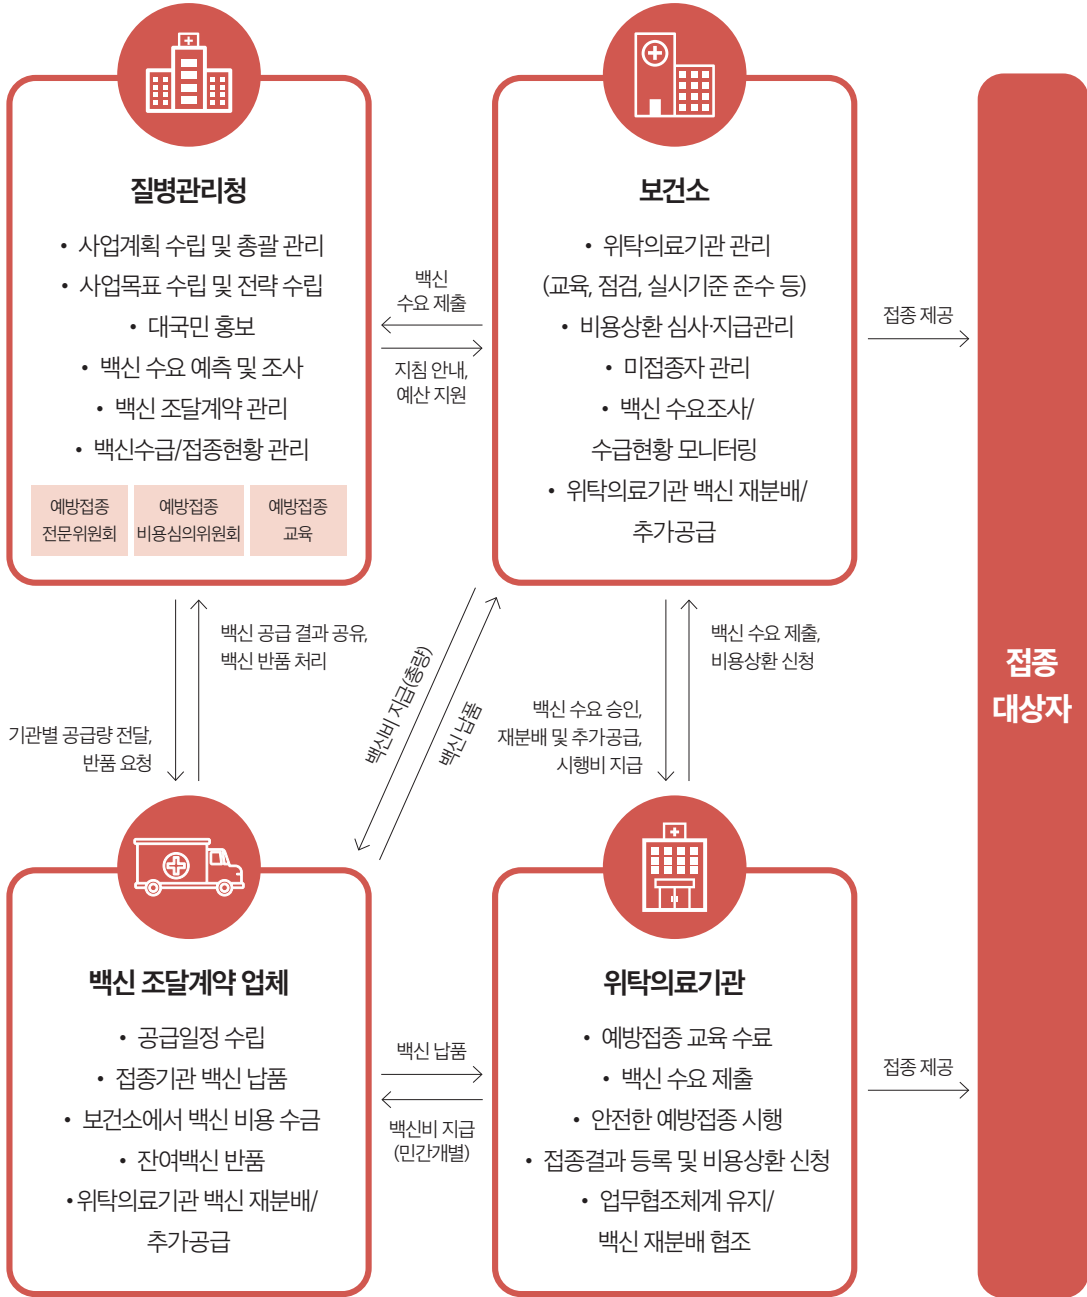 질병관리청
• 사업계획 수립 및 총괄 관리
• 사업목표 수립 및 전략 수립
• 대국민 홍보
• 백신 수요 예측 및 조사
• 백신 조달계약 관리
• 백신수급/접종현황 관리
예방접종
전문위원회
예방접종
비용심의위원회
예방접종
교육
백신
수요 제출
지침 안내,
예산 지원
보건소
• 위탁의료기관 관리
(교육, 점검, 실시기준 준수 등)
• 비용상환 심사·지급관리
• 미접종자 관리
• 백신 수요조사/
수급현황 모니터링
• 위탁의료기관 백신 재분배/
추가공급
접종 제공
접종
대상자
백신 공급 결과 공유,
백신 반품 처리
기관별 공급량 전달,
반품 요청
백신비 지급(총량)
백신 납품
백신 수요 제출,
비용상환 신청
백신 수요 승인,
재분배 및 추가공급,
시행비 지급
백신 조달계약 업체
• 공급일정 수립
• 접종기관 백신 납품
• 보건소에서 백신 비용 수금
• 잔여백신 반품
• 위탁의료기관 백신 재분배/
추가공급
백신 납품
백신비 지급
(민간개별)
위탁의료기관
• 예방접종 교육 수료
• 백신 수요 제출
• 안전한 예방접종 시행
• 접종결과 등록 및 비용상환 신청
• 업무협조체계 유지/
백신 재분배 협조
접종 제공